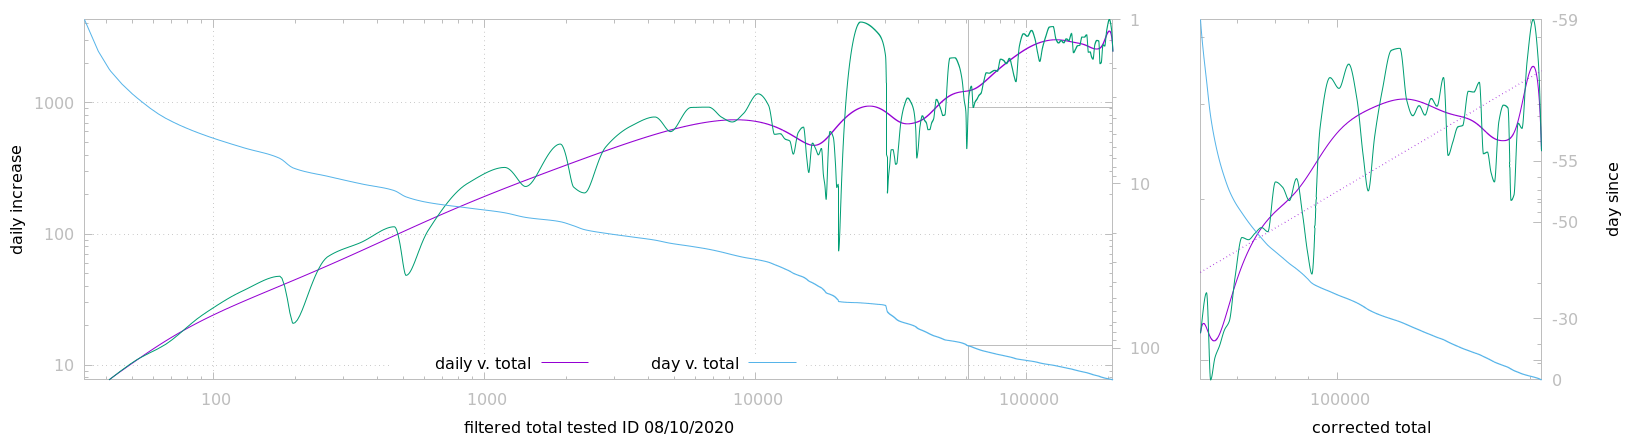 daily increase
1000
100
10
100
1000
10000
100000
filtered total tested ID 08/10/2020
daily v. total
day v. total
1
10
100
100000
corrected total
-59
-55
-50
-30
0
day since